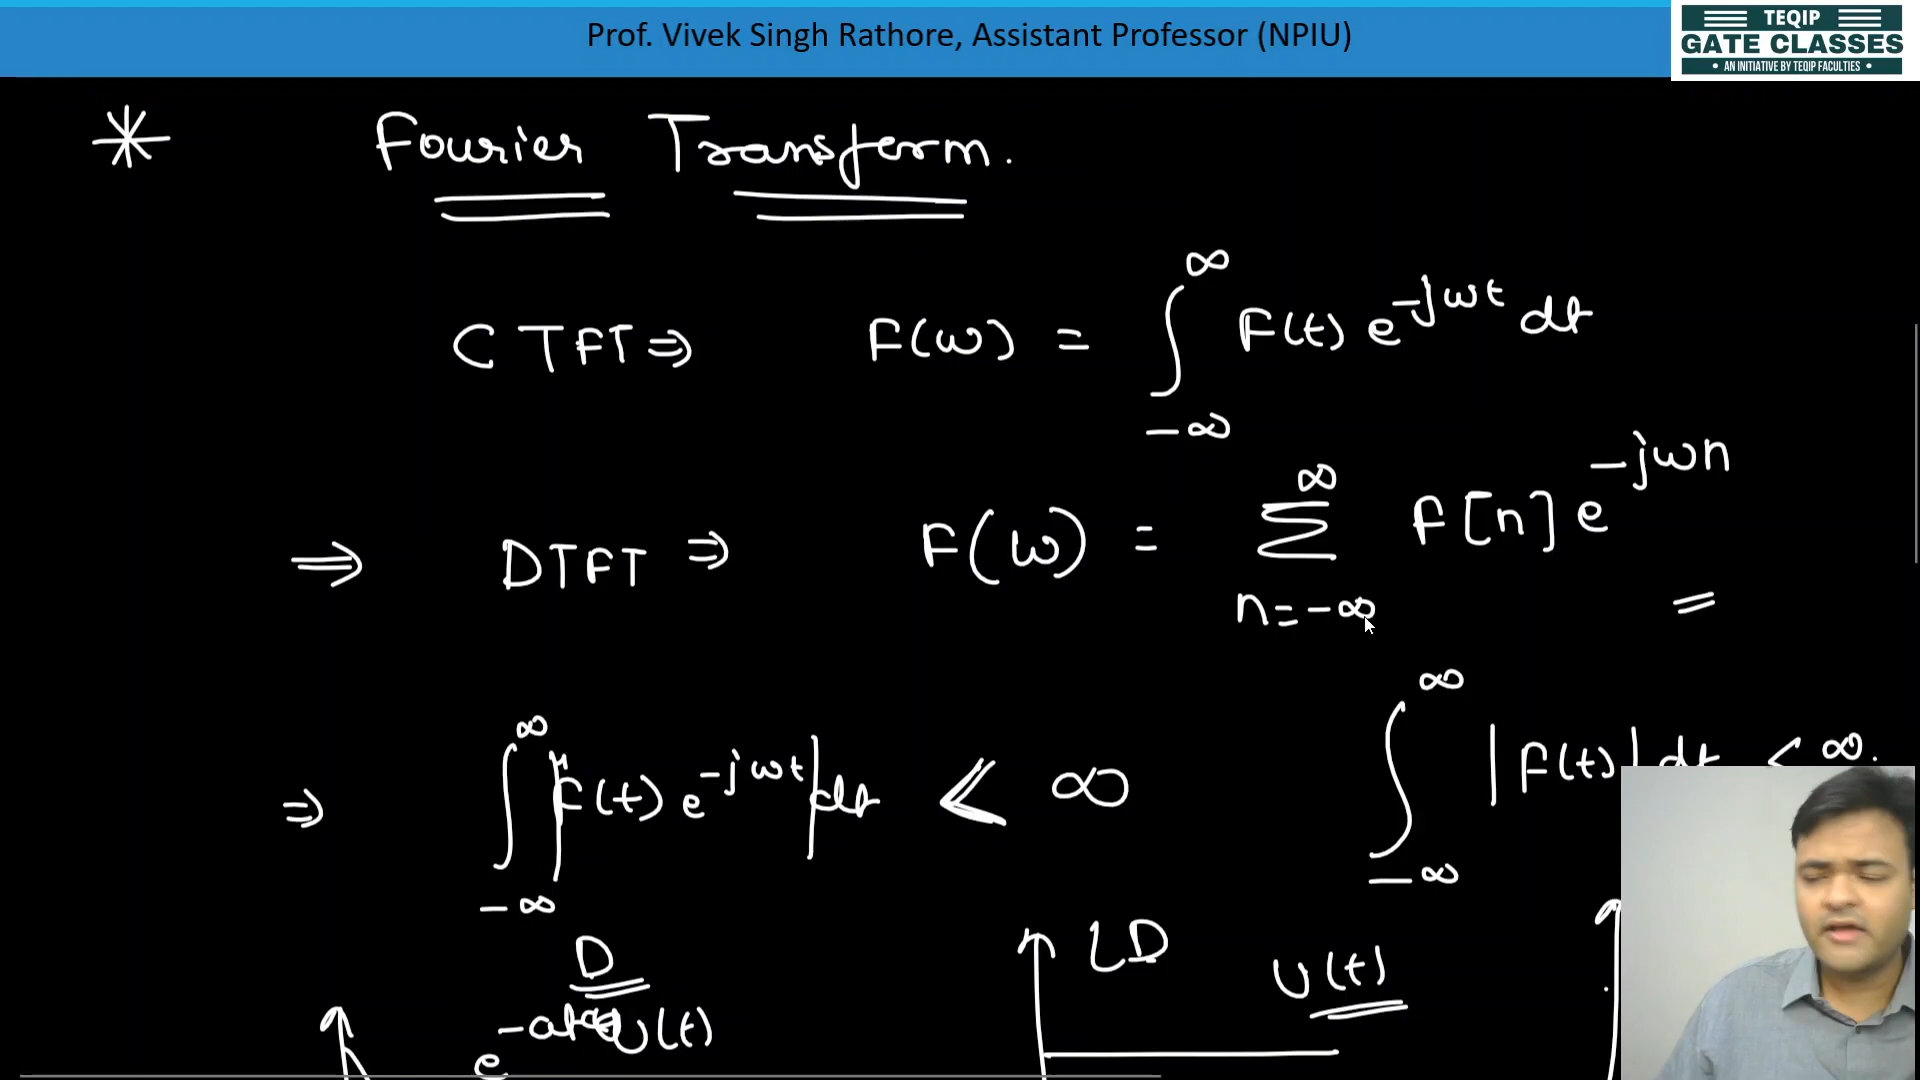 Prof. Vivek Singh Rathore, Assistant Professor (NPIU)
TEQIP
GATE CLASSES
• AN INITIATIVE BY TEQIP FACULTIES •
* Fourier Transform.
CTFT ⇒ F(ω) = ∫_{-∞}^{∞} F(t) e^{-jωt} dt
⇒ DTFT ⇒ F(ω) = Σ_{n=-∞}^{∞} F[n] e^{-jωn}
=
⇒ ∫_{-∞}^{∞} |F(t) e^{-jωt}| dt < ∞ ∫_{-∞}^{∞} |F(t)| dt < ∞.
D LD U(t)
U(t)